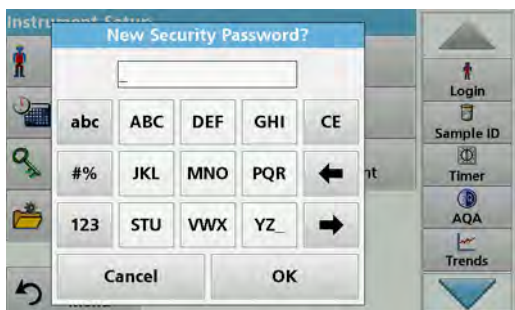 Instrument Setup
New Security Password?
_
abc ABC DEF GHI CE
#% JKL MNO PQR
123 STU VWX YZ_
Cancel OK
Login
Sample ID
Timer
AQA
Trends